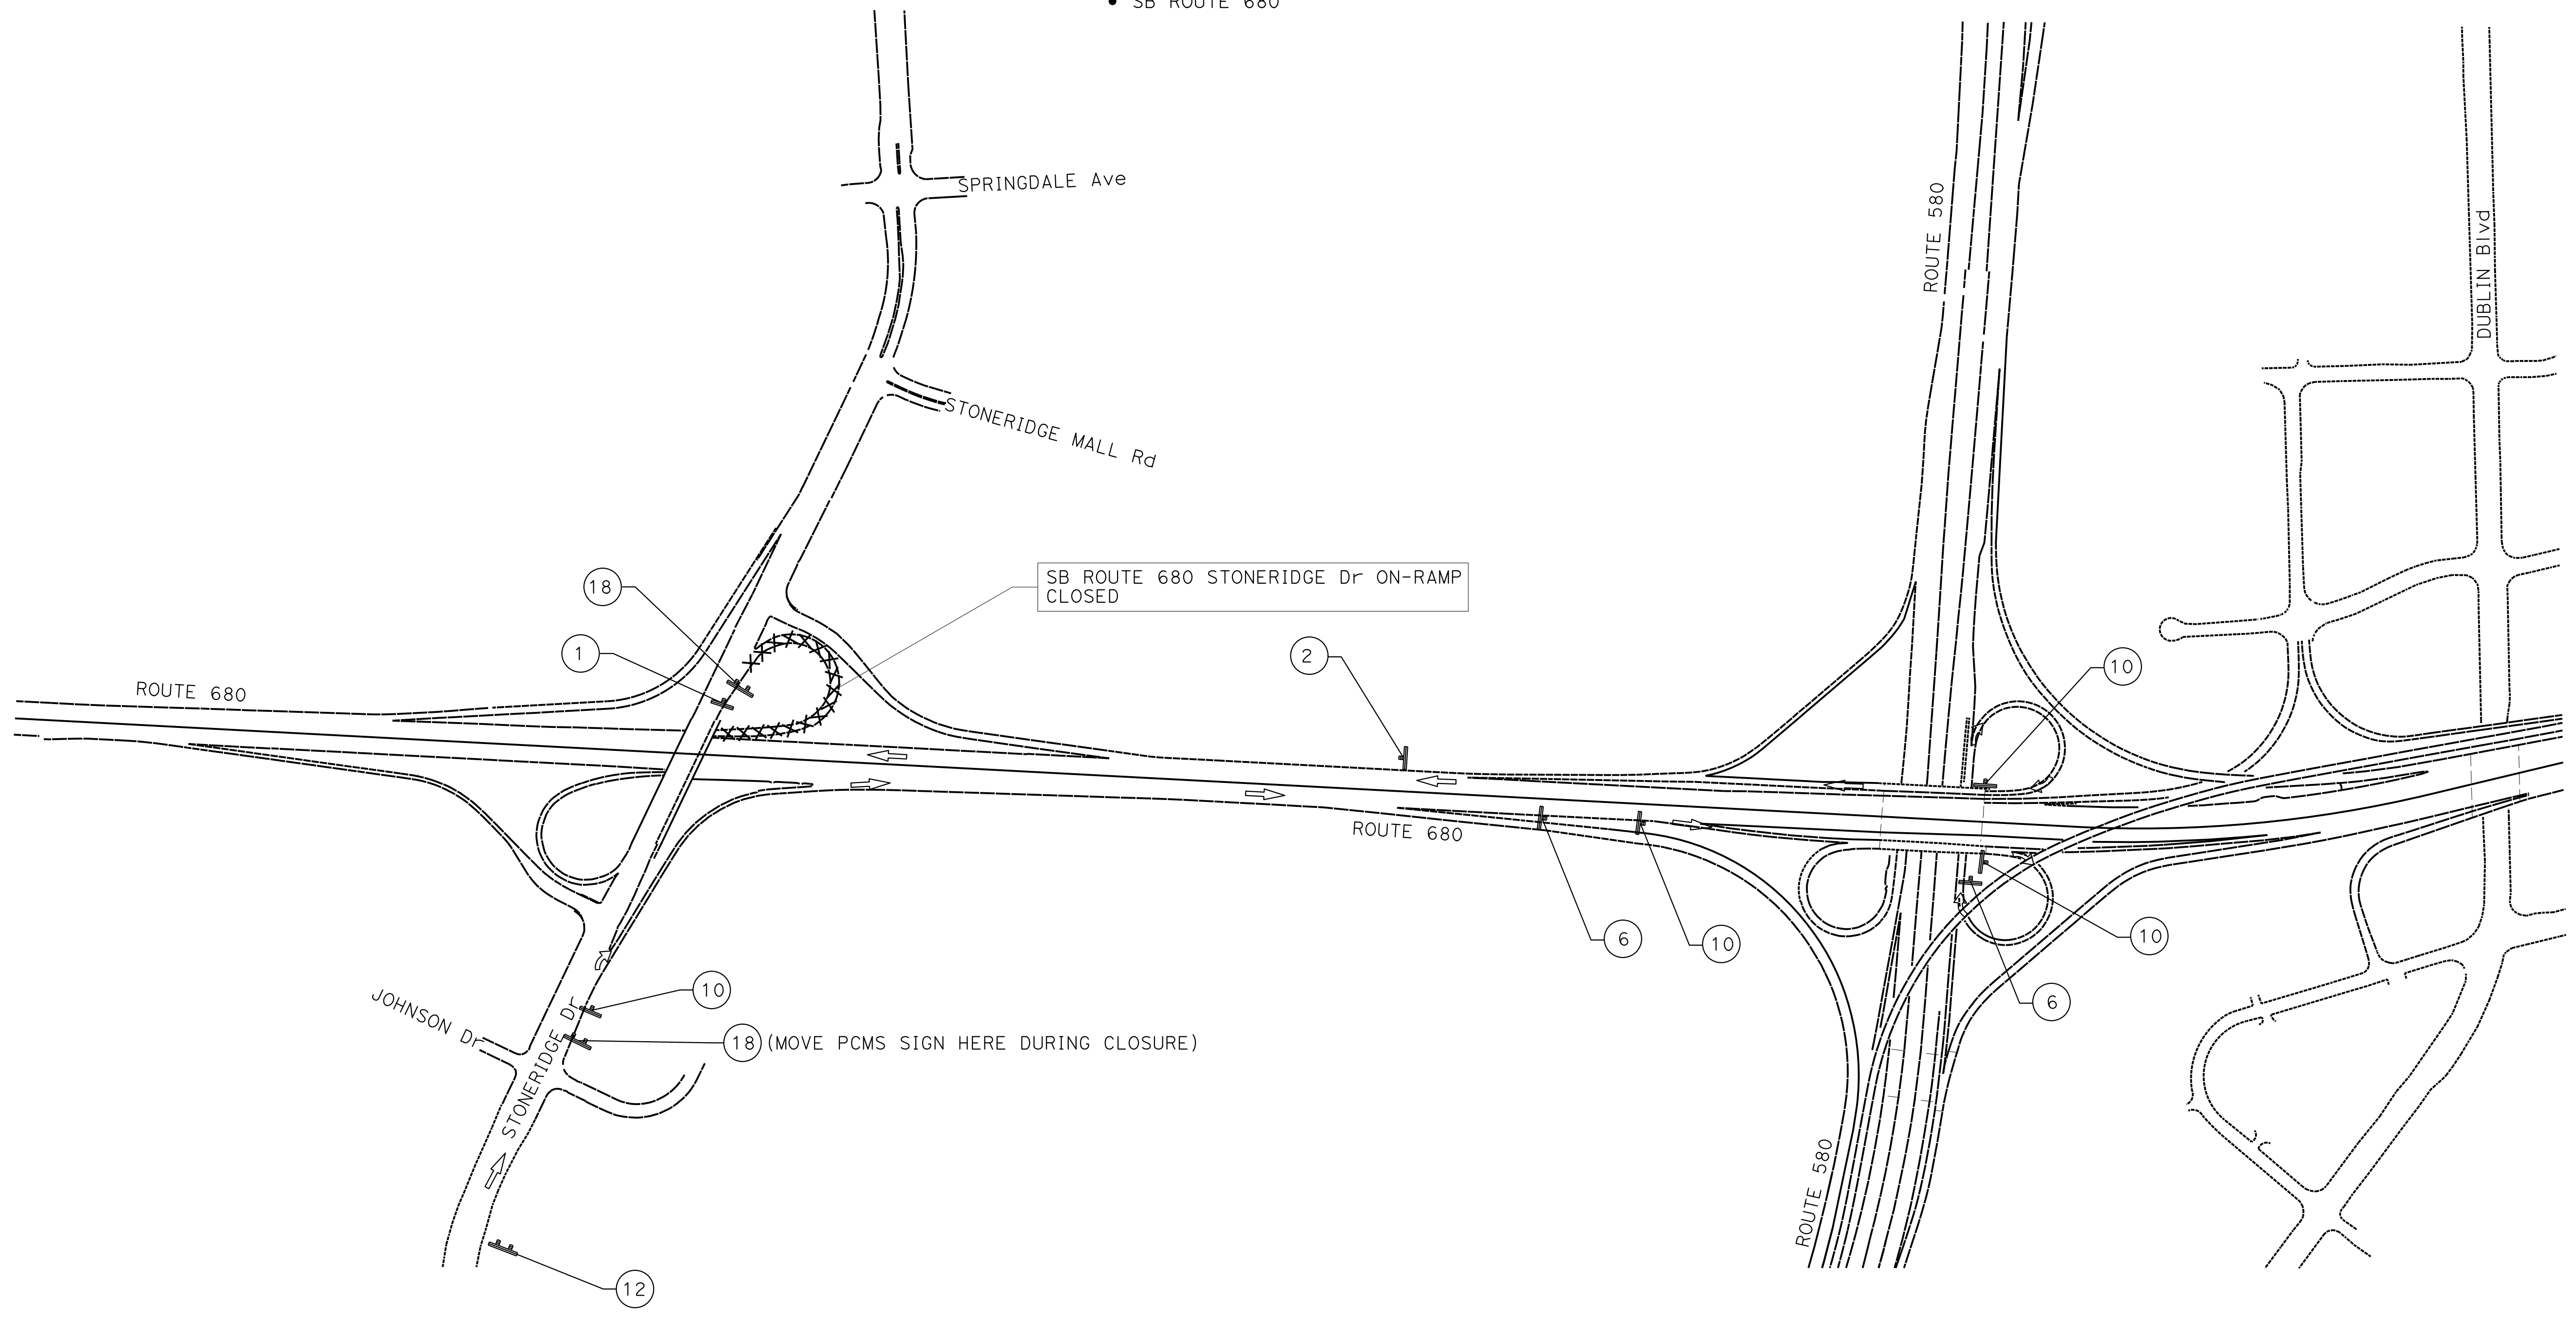 • SB ROUTE 680
SPRINGDALE Ave
ROUTE 580
DUBLIN Blvd
STONERIDGE MALL Rd
SB ROUTE 680 STONERIDGE Dr ON-RAMP
CLOSED
18
1
2
10
ROUTE 680
ROUTE 680
6
10
10
6
10
JOHNSON Dr
STONERIDGE Dr
18 (MOVE PCMS SIGN HERE DURING CLOSURE)
ROUTE 580
12